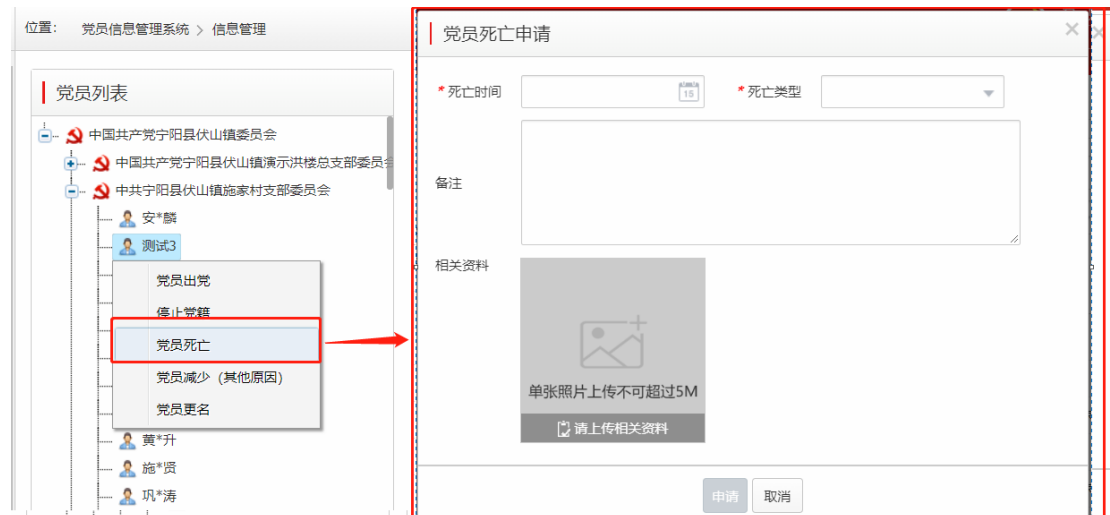 位置： 党员信息管理系统 > 信息管理
党员列表
中国共产党宁阳县伏山镇委员会
中国共产党宁阳县伏山镇演示洪楼总支部委员
中共宁阳县伏山镇施家村支部委员会
安*麟
测试3
党员出党
停止党籍
党员死亡
党员减少（其他原因）
党员更名
黄*升
施*贤
巩*涛
党员死亡申请
* 死亡时间
15
* 死亡类型
备注
相关资料
单张照片上传不可超过5M
请上传相关资料
申请 取消